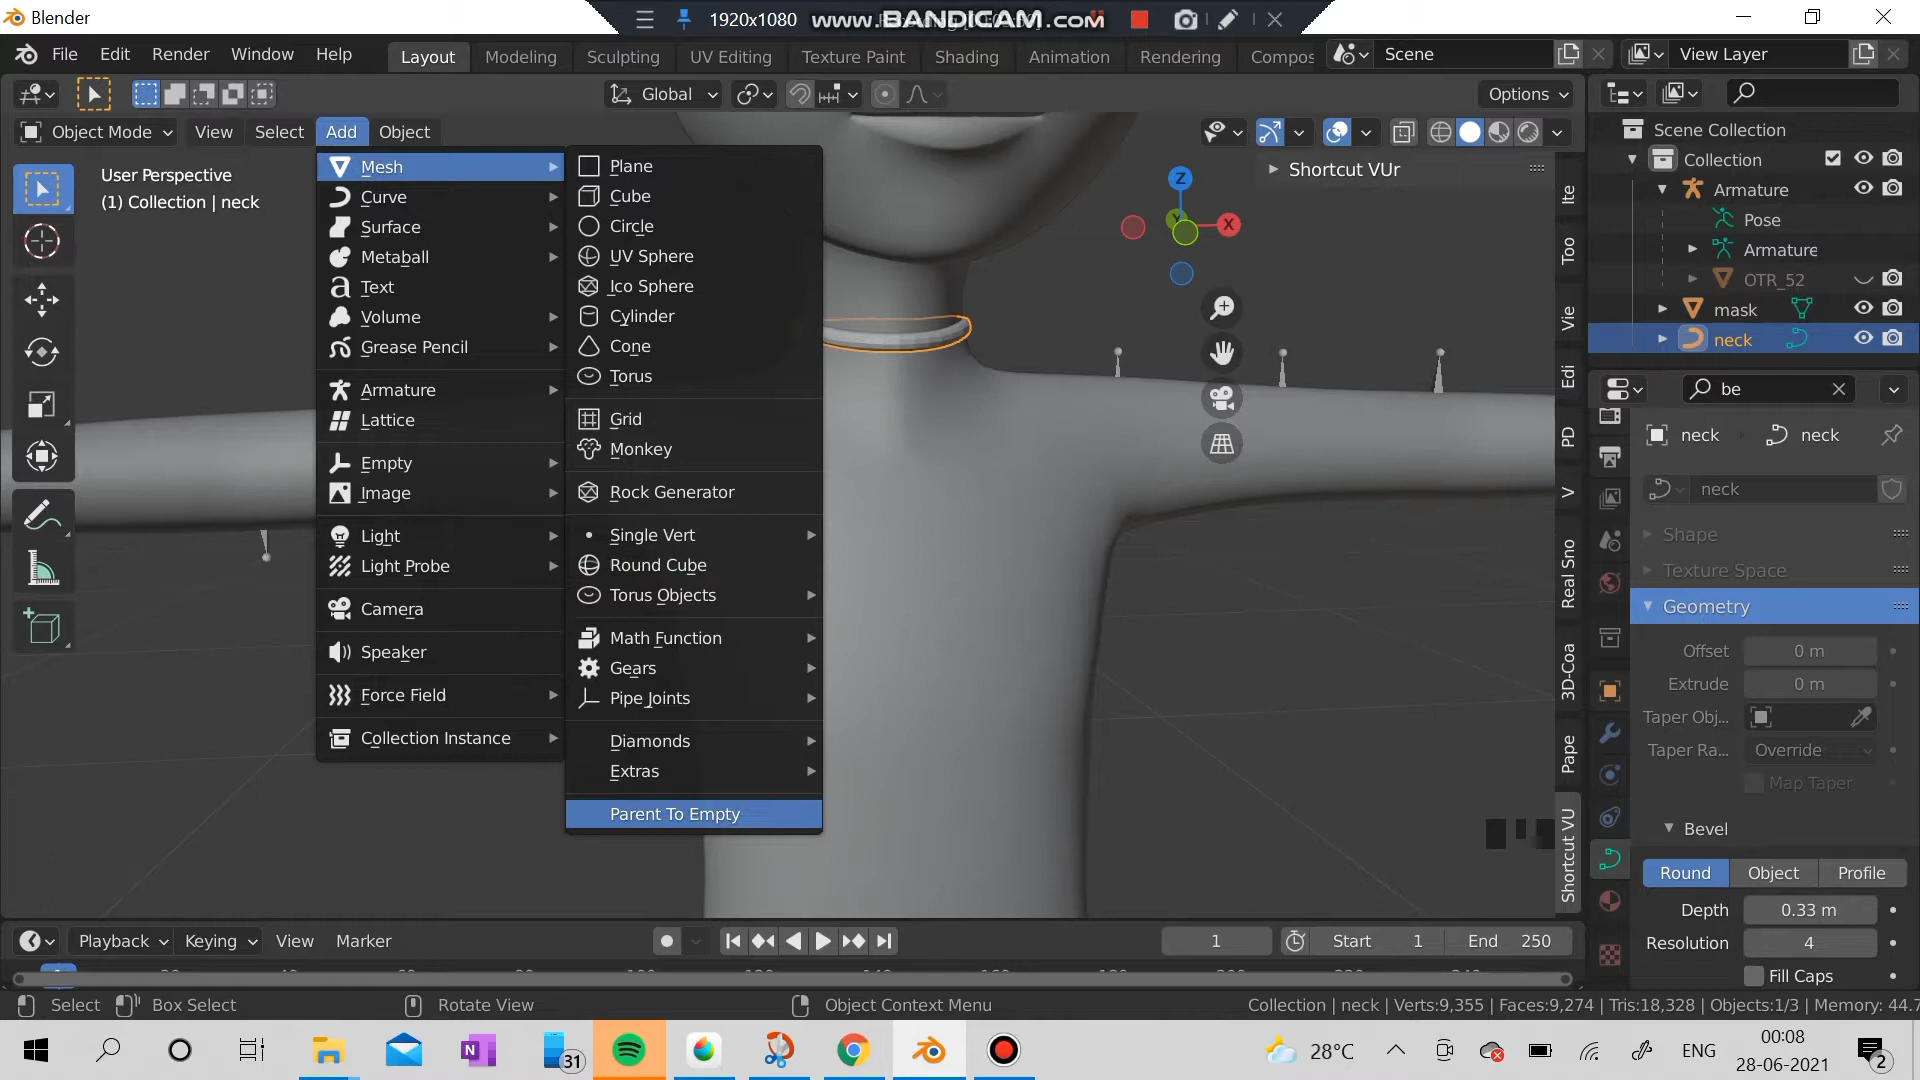 Blender
1920x1080
www.BANDICAM.com
File Edit Render Window Help
Layout Modeling Sculpting UV Editing Texture Paint Shading Animation Rendering Compos
Scene
View Layer
Global
Options
Object Mode View Select Add Object
User Perspective
(1) Collection | neck
Mesh
Curve
Surface
Metaball
Text
Volume
Grease Pencil
Armature
Lattice
Empty
Image
Light
Light Probe
Camera
Speaker
Force Field
Collection Instance
Plane
Cube
Circle
UV Sphere
Ico Sphere
Cylinder
Cone
Torus
Grid
Monkey
Rock Generator
Single Vert
Round Cube
Torus Objects
Math Function
Gears
Pipe Joints
Diamonds
Extras
Parent To Empty
Shortcut VUr
Z
X
Y
Ite
Too
Vie
Edi
PD
V
Real Sno
3D-Coa
Pape
Shortcut VU
Scene Collection
Collection
Armature
Pose
Armature
OTR_52
mask
neck
be
neck neck
neck
Shape
Texture Space
Geometry
Offset 0 m
Extrude 0 m
Taper Obj...
Taper Ra... Override
Map Taper
Bevel
Round Object Profile
Depth 0.33 m
Resolution 4
Fill Caps
Playback Keying View Marker
1
Start 1 End 250
Select Box Select Rotate View Object Context Menu
Collection | neck | Verts:9,355 | Faces:9,274 | Tris:18,328 | Objects:1/3 | Memory: 44.7
N
31
28°C
ENG
00:08
28-06-2021
2